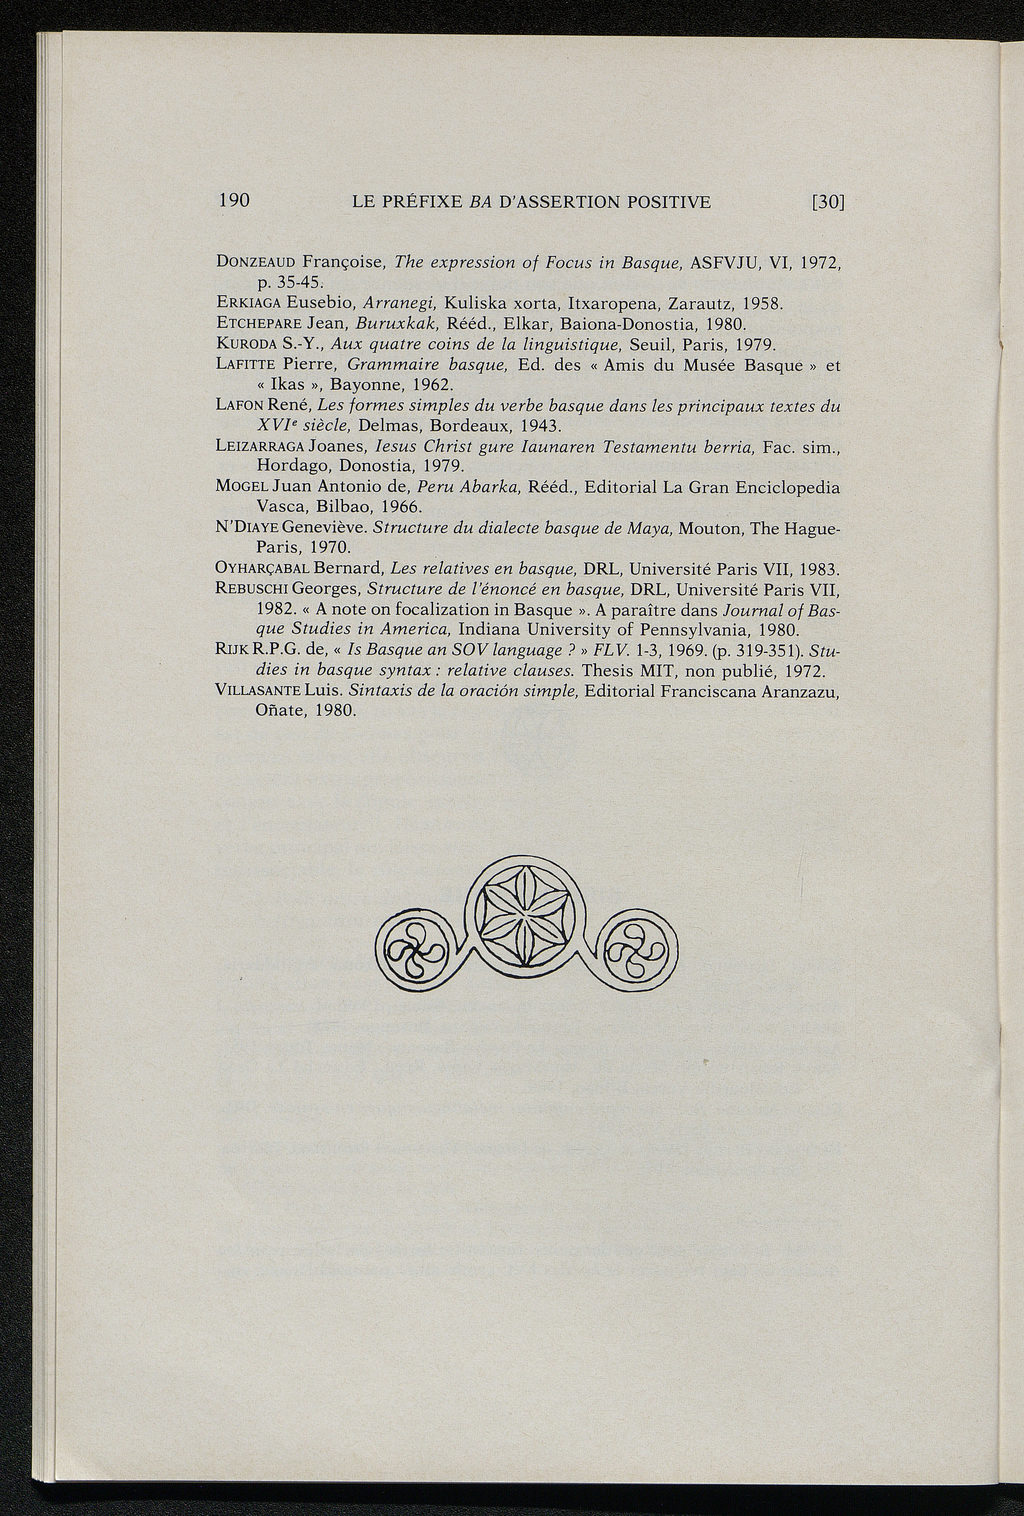 190 LE PRÉFIXE BA D'ASSERTION POSITIVE [30]
DONZEAUD Françoise, The expression of Focus in Basque, ASFVJU, VI, 1972,
p. 35-45.
ERKIAGA Eusebio, Arranegi, Kuliska xorta, Itxaropena, Zarautz, 1958.
ETCHEPARE Jean, Buruxkak, Rééd., Elkar, Baiona-Donostia, 1980.
KURODA S.-Y., Aux quatre coins de la linguistique, Seuil, Paris, 1979.
LAFITTE Pierre, Grammaire basque, Ed. des « Amis du Musée Basque » et
« Ikas », Bayonne, 1962.
LAFON René, Les formes simples du verbe basque dans les principaux textes du
XVIe siècle, Delmas, Bordeaux, 1943.
LEIZARRAGA Joanes, Iesus Christ gure Iaunaren Testamentu berria, Fac. sim.,
Hordago, Donostia, 1979.
MOGEL Juan Antonio de, Peru Abarka, Rééd., Editorial La Gran Enciclopedia
Vasca, Bilbao, 1966.
N'DIAYE Geneviève. Structure du dialecte basque de Maya, Mouton, The Hague-
Paris, 1970.
OYHARÇABAL Bernard, Les relatives en basque, DRL, Université Paris VII, 1983.
REBUSCHI Georges, Structure de l'énoncé en basque, DRL, Université Paris VII,
1982. « A note on focalization in Basque ». A paraître dans Journal of Bas-
que Studies in America, Indiana University of Pennsylvania, 1980.
RIJK R.P.G. de, « Is Basque an SOV language ? » FLV. 1-3, 1969. (p. 319-351). Stu-
dies in basque syntax : relative clauses. Thesis MIT, non publié, 1972.
VILLASANTE Luis. Sintaxis de la oración simple, Editorial Franciscana Aranzazu,
Oñate, 1980.